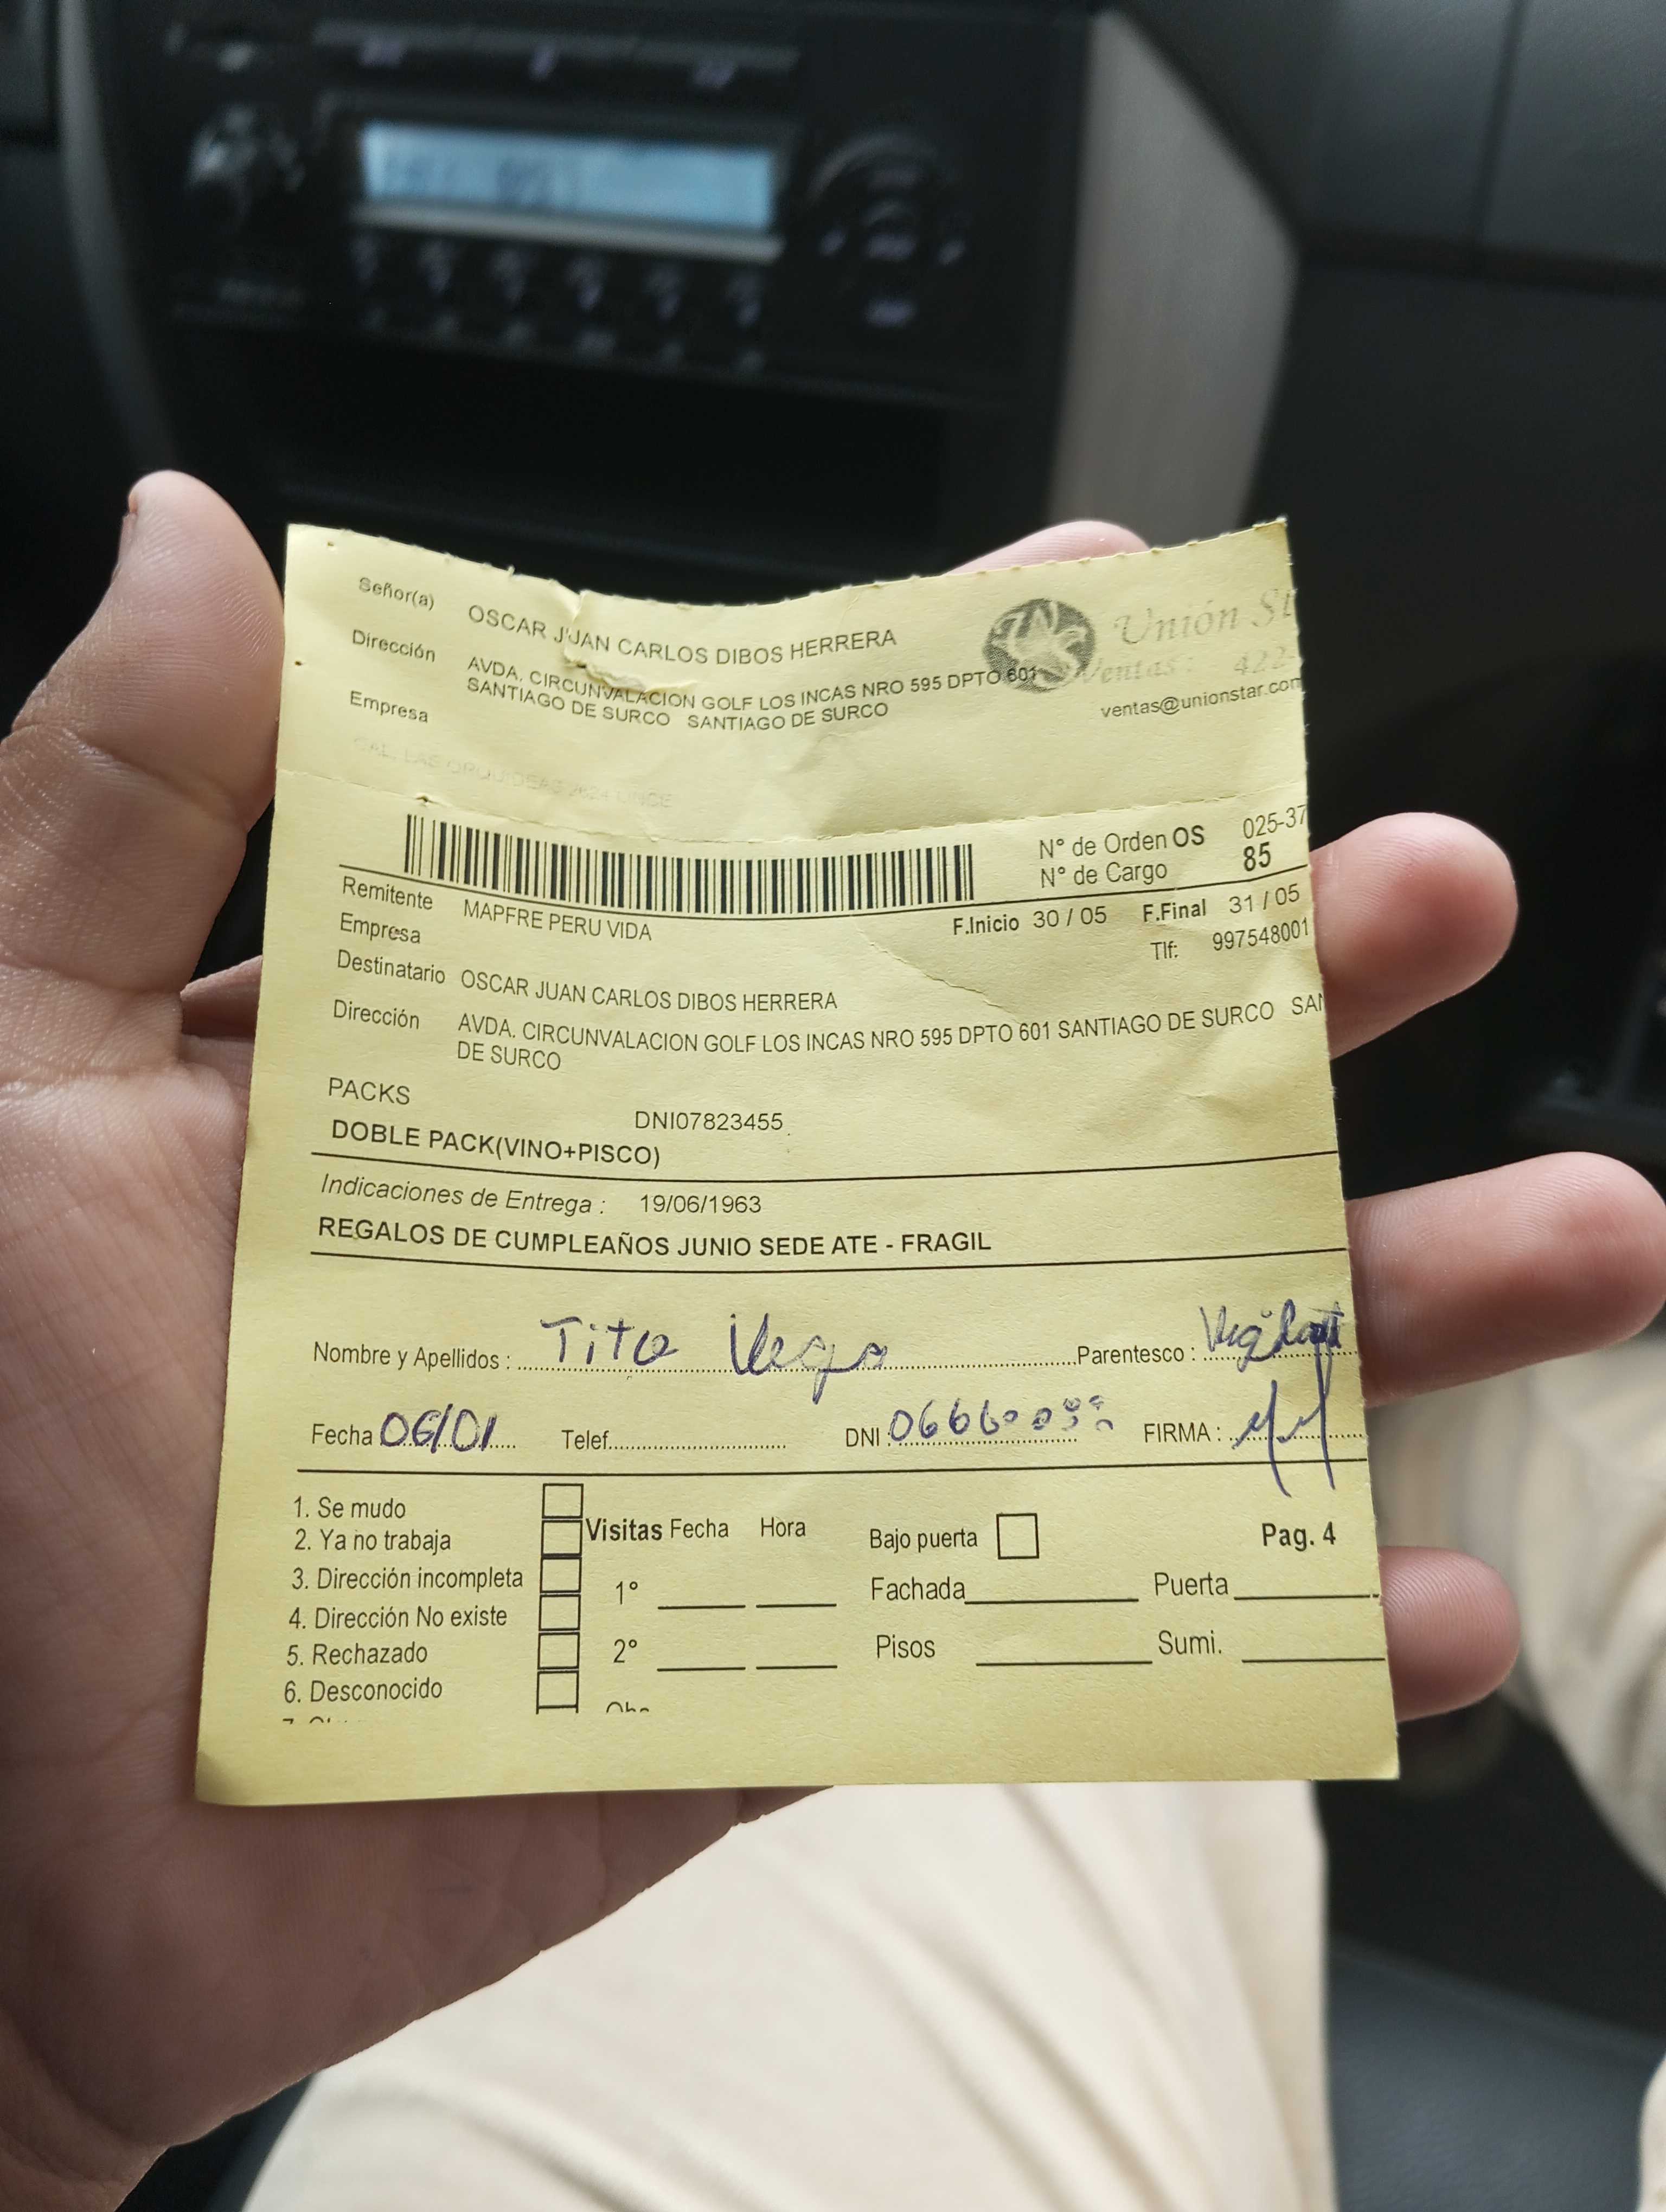 Señor(a) OSCAR JUAN CARLOS DIBOS HERRERA
Unión St
Dirección AVDA. CIRCUNVALACION GOLF LOS INCAS NRO 595 DPTO 601
Ventas : 422-
SANTIAGO DE SURCO SANTIAGO DE SURCO
ventas@unionstar.com
Empresa
N° de Orden OS 025-37
N° de Cargo 85
Remitente MAPFRE PERU VIDA
F.Inicio 30 / 05 F.Final 31 / 05
Empresa
Tlf: 997548001
Destinatario OSCAR JUAN CARLOS DIBOS HERRERA
Dirección AVDA. CIRCUNVALACION GOLF LOS INCAS NRO 595 DPTO 601 SANTIAGO DE SURCO SAN
DE SURCO
PACKS
DNI07823455
DOBLE PACK(VINO+PISCO)
Indicaciones de Entrega : 19/06/1963
REGALOS DE CUMPLEAÑOS JUNIO SEDE ATE - FRAGIL
Nombre y Apellidos : Tito Vega Parentesco :
Fecha 06/01 Telef. DNI FIRMA :
1. Se mudo
2. Ya no trabaja
3. Dirección incompleta
4. Dirección No existe
5. Rechazado
6. Desconocido
Visitas Fecha Hora
1°
2°
Bajo puerta Pag. 4
Fachada Puerta
Pisos Sumi.